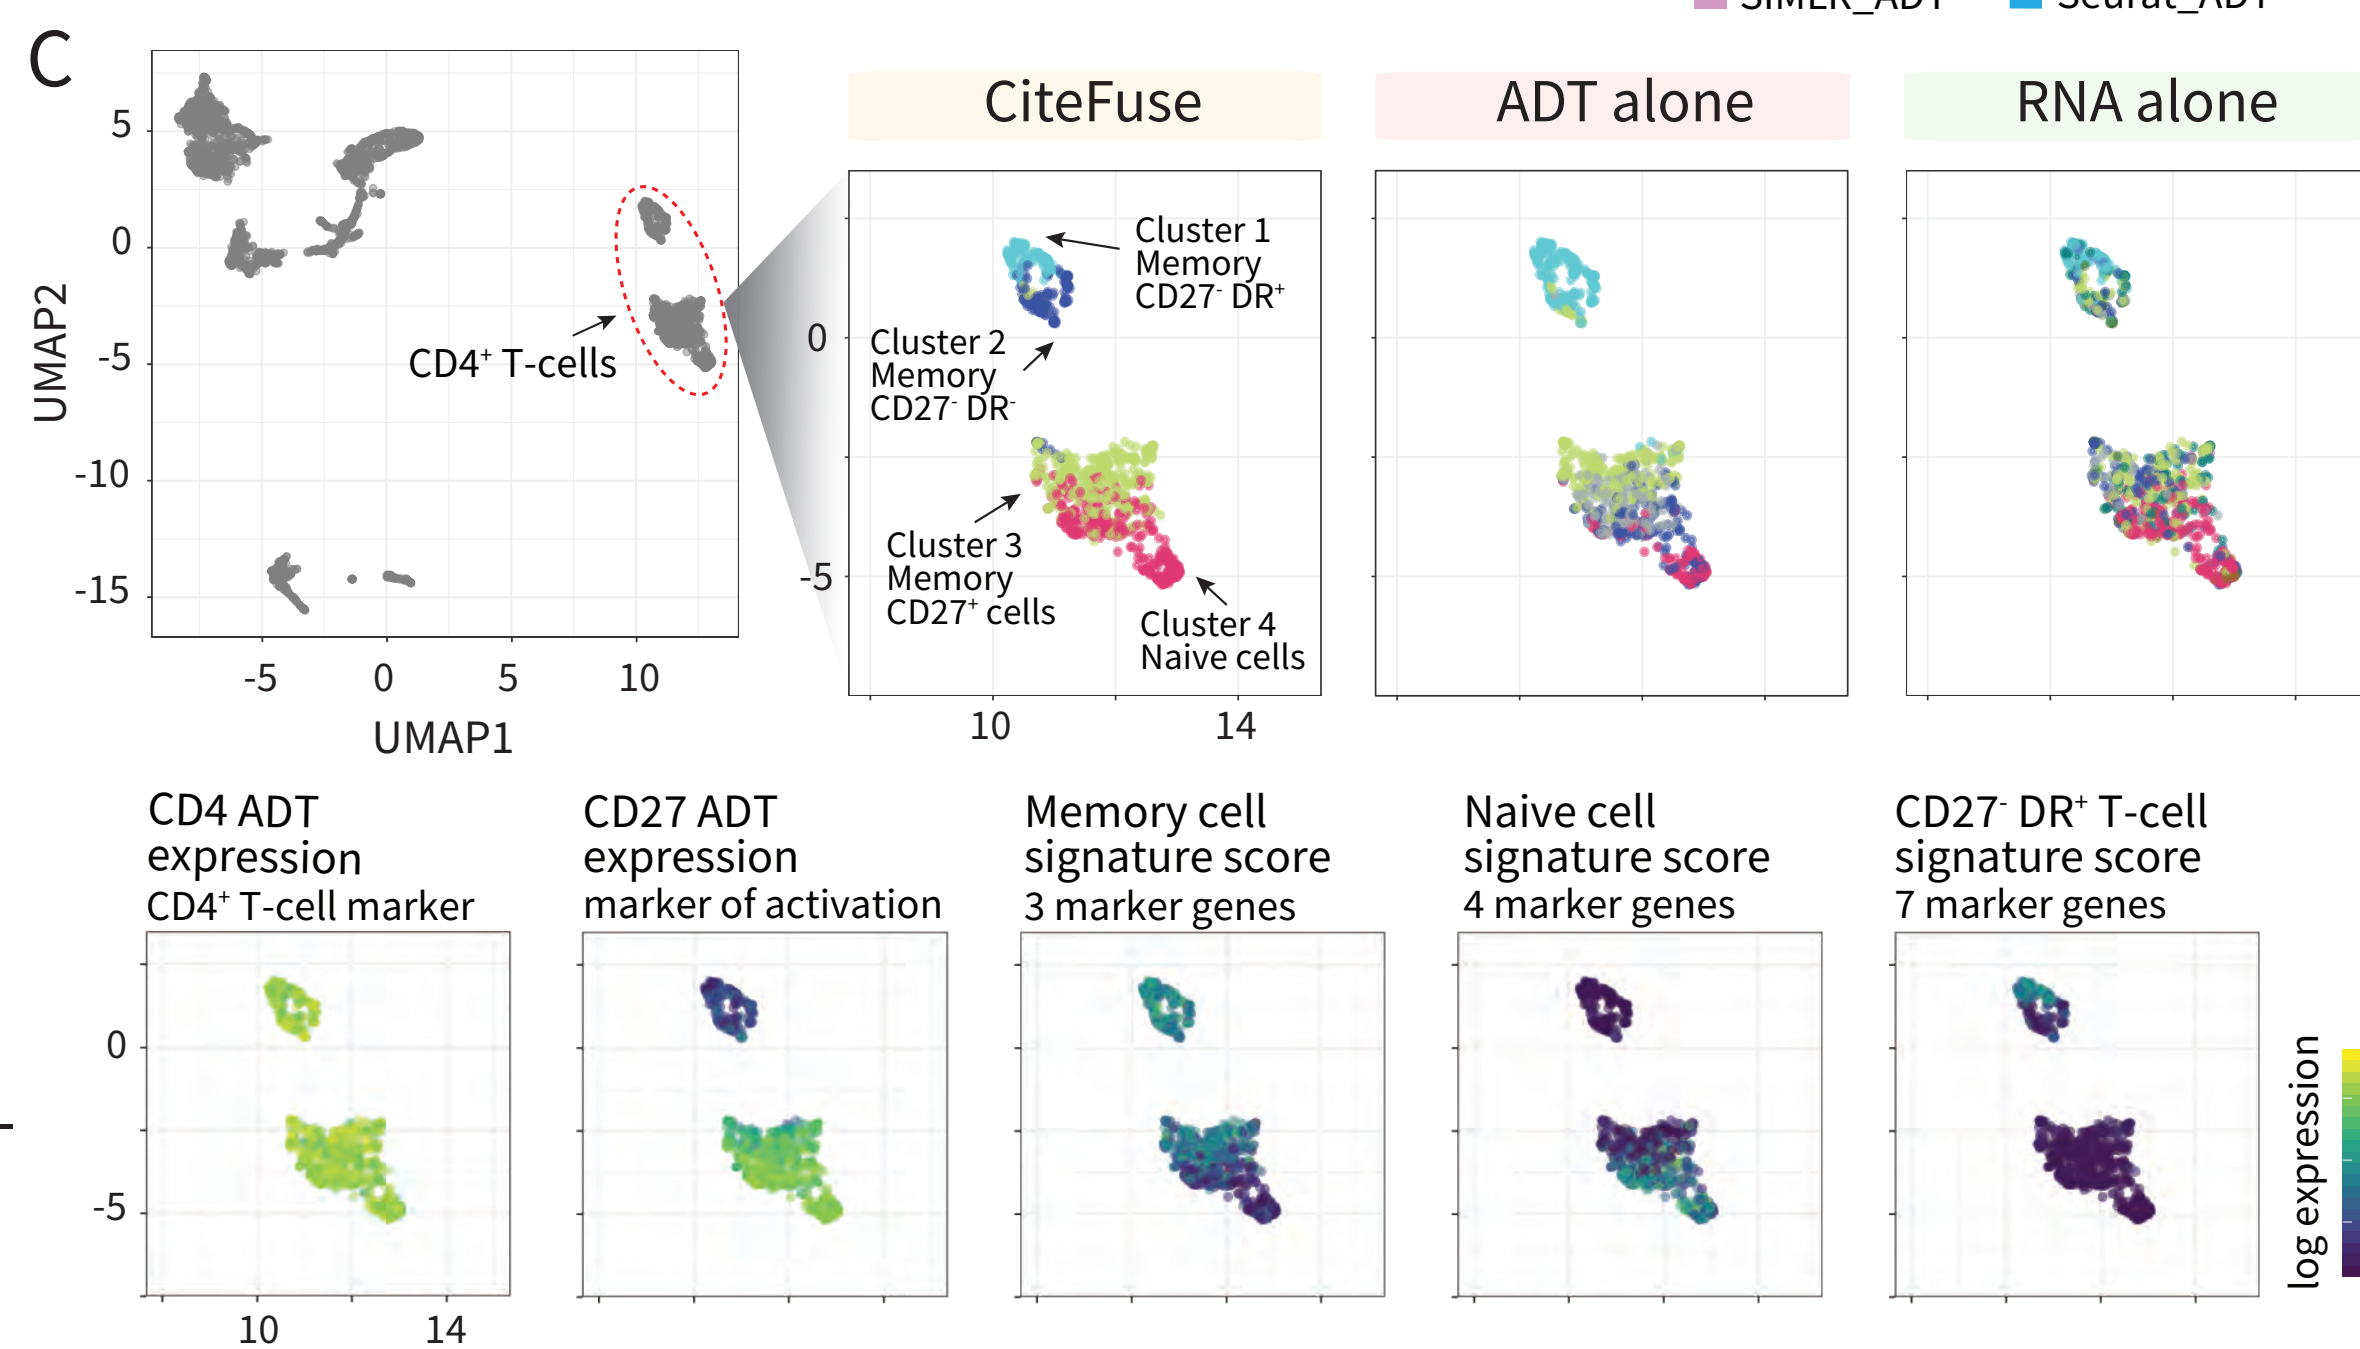 SIMLR_ADT Seurat_ADT
C
CiteFuse
ADT alone
RNA alone
5
0
-5
-10
-15
UMAP2
CD4+ T-cells
-5 0 5 10
UMAP1
Cluster 1
Memory
CD27- DR+
Cluster 2
Memory
CD27- DR-
Cluster 3
Memory
CD27+ cells
Cluster 4
Naive cells
0
-5
10 14
CD4 ADT
expression
CD4+ T-cell marker
CD27 ADT
expression
marker of activation
Memory cell
signature score
3 marker genes
Naive cell
signature score
4 marker genes
CD27- DR+ T-cell
signature score
7 marker genes
0
-5
10 14
log expression